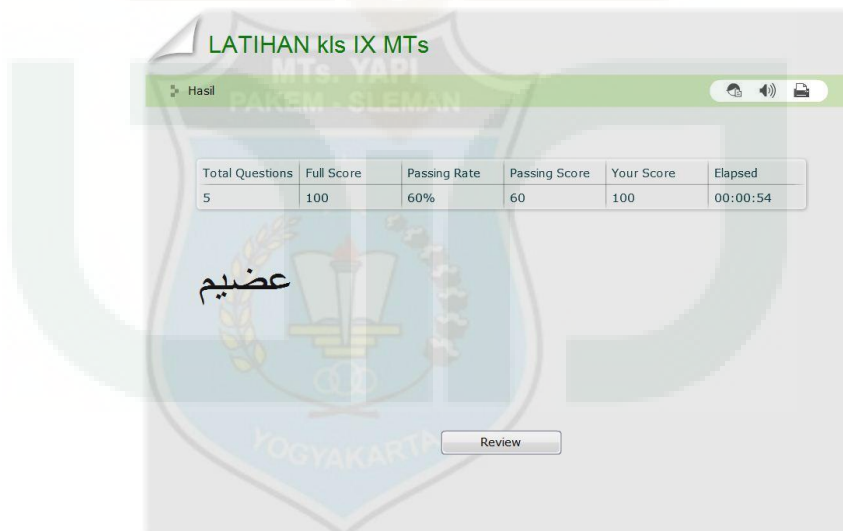 LATIHAN kls IX MTs
MTs. YAPI
Hasil
PAKEM - SLEMAN
Total Questions Full Score Passing Rate Passing Score Your Score Elapsed
5 100 60% 60 100 00:00:54
عضيم
YOGYAKARTA
Review